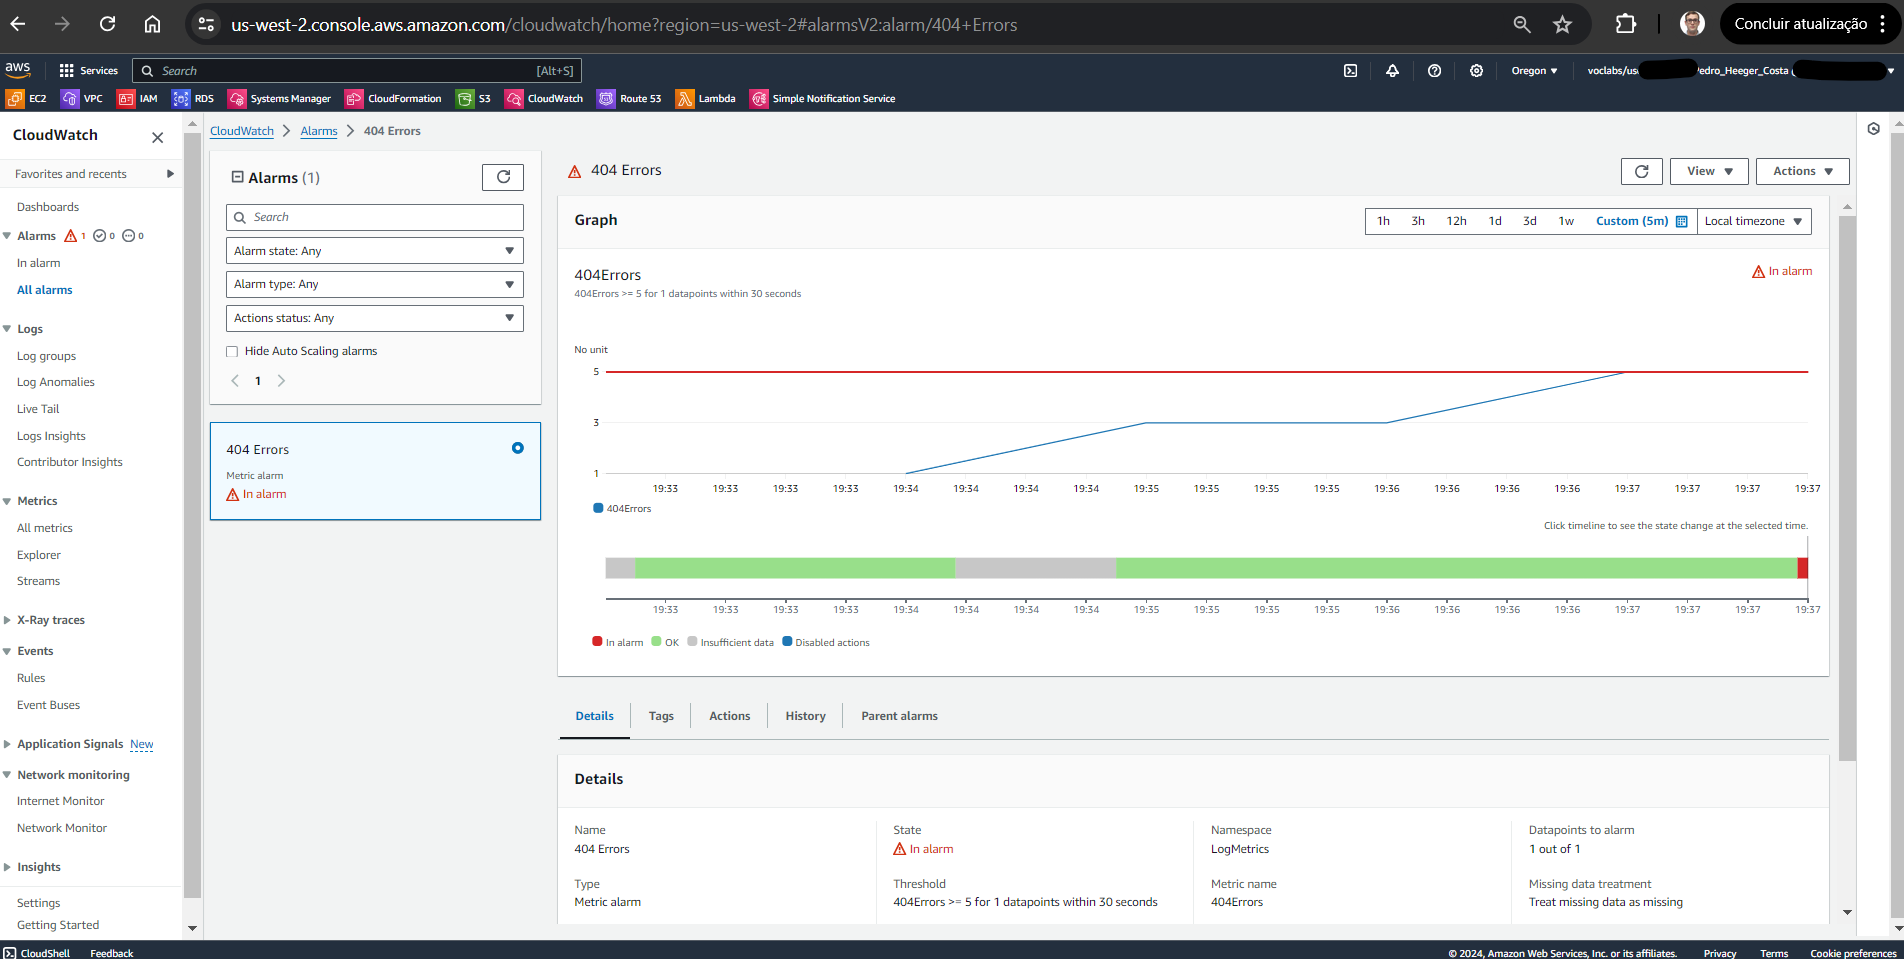 us-west-2.console.aws.amazon.com/cloudwatch/home?region=us-west-2#alarmsV2:alarm/404+Errors
Concluir atualização
aws
Services
Search
[Alt+S]
Oregon
voclabs/us
Pedro_Heeger_Costa (
EC2
VPC
IAM
RDS
Systems Manager
CloudFormation
S3
CloudWatch
Route 53
Lambda
Simple Notification Service
CloudWatch
Favorites and recents
Dashboards
Alarms 1 0 0
In alarm
All alarms
Logs
Log groups
Log Anomalies
Live Tail
Logs Insights
Contributor Insights
Metrics
All metrics
Explorer
Streams
X-Ray traces
Events
Rules
Event Buses
Application Signals New
Network monitoring
Internet Monitor
Network Monitor
Insights
Settings
Getting Started
CloudWatch
Alarms
404 Errors
Alarms (1)
Search
Alarm state: Any
Alarm type: Any
Actions status: Any
Hide Auto Scaling alarms
1
404 Errors
Metric alarm
In alarm
404 Errors
View
Actions
Graph
1h 3h 12h 1d 3d 1w Custom (5m) Local timezone
404Errors
In alarm
404Errors >= 5 for 1 datapoints within 30 seconds
No unit
5
3
1
19:33 19:33 19:33 19:33 19:34 19:34 19:34 19:34 19:35 19:35 19:35 19:35 19:36 19:36 19:36 19:36 19:37 19:37 19:37 19:37
404Errors
Click timeline to see the state change at the selected time.
19:33 19:33 19:33 19:33 19:34 19:34 19:34 19:34 19:35 19:35 19:35 19:35 19:36 19:36 19:36 19:36 19:37 19:37 19:37 19:37
In alarm OK Insufficient data Disabled actions
Details
Tags
Actions
History
Parent alarms
Details
Name
404 Errors
Type
Metric alarm
State
In alarm
Threshold
404Errors >= 5 for 1 datapoints within 30 seconds
Namespace
LogMetrics
Metric name
404Errors
Datapoints to alarm
1 out of 1
Missing data treatment
Treat missing data as missing
CloudShell
Feedback
© 2024, Amazon Web Services, Inc. or its affiliates.
Privacy
Terms
Cookie preferences